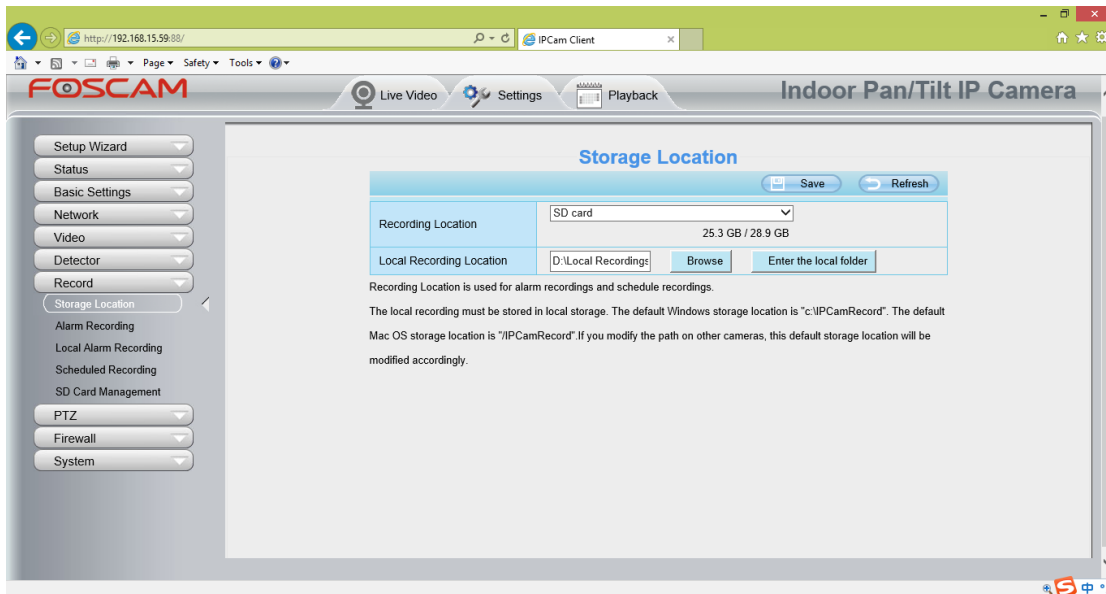 http://192.168.15.59:88/
IPCam Client
Page Safety Tools
FOSCAM
Live Video
Settings
Playback
Indoor Pan/Tilt IP Camera
Setup Wizard
Status
Basic Settings
Network
Video
Detector
Record
Storage Location
Alarm Recording
Local Alarm Recording
Scheduled Recording
SD Card Management
PTZ
Firewall
System
Storage Location
Save Refresh
Recording Location SD card
25.3 GB / 28.9 GB
Local Recording Location D:\Local Recordings Browse Enter the local folder
Recording Location is used for alarm recordings and schedule recordings.
The local recording must be stored in local storage. The default Windows storage location is "c:\IPCamRecord". The default
Mac OS storage location is "/IPCamRecord".If you modify the path on other cameras, this default storage location will be
modified accordingly.
中